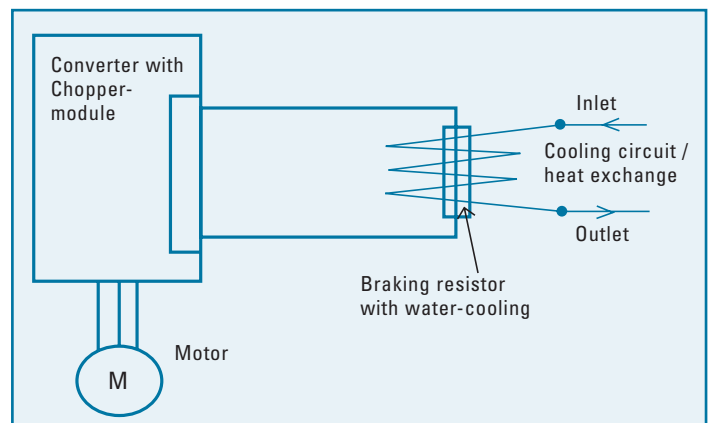 Converter with
Chopper-
module
Inlet
Cooling circuit /
heat exchange
Outlet
Braking resistor
with water-cooling
Motor
M